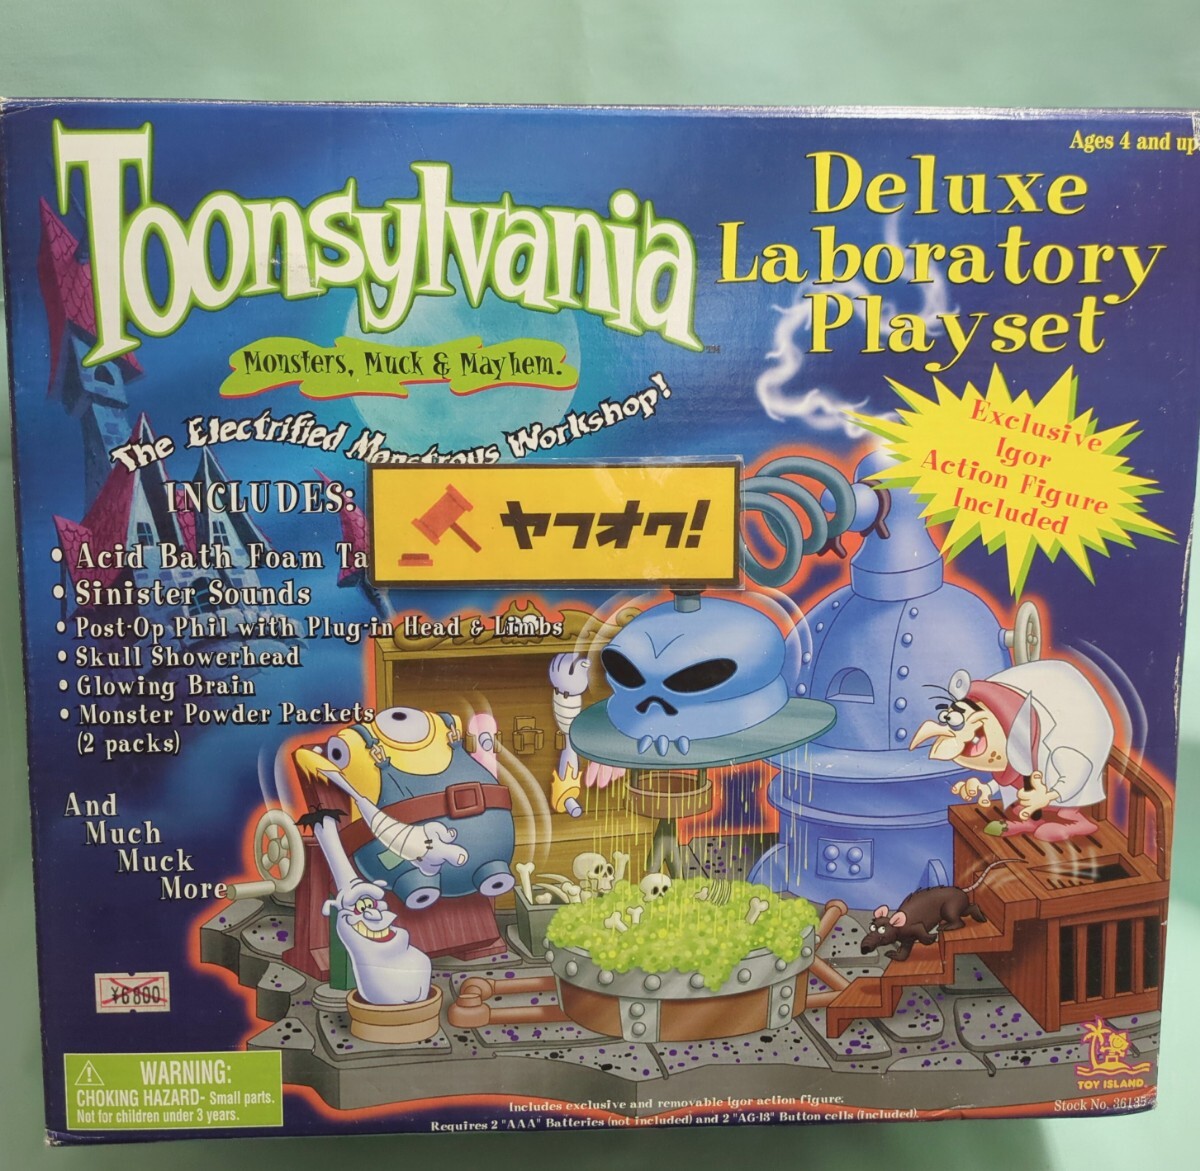 Ages 4 and up
Toonsylvania
TM
Monsters, Muck & Mayhem.
The Electrified Monstrous Workshop!
Deluxe
Laboratory
Playset
Exclusive
Igor
Action Figure
Included
INCLUDES:
• Acid Bath Foam Ta
• Sinister Sounds
• Post-Op Phil with Plug-in Head & Limbs
• Skull Showerhead
• Glowing Brain
• Monster Powder Packets
(2 packs)
And
Much
Muck
More
ヤフオク!
¥6800
WARNING:
CHOKING HAZARD- Small parts.
Not for children under 3 years.
Includes exclusive and removable Igor action figure.
Requires 2 "AAA" Batteries (not included) and 2 "AG-13" Button cells (included).
TOY ISLAND
Stock No.